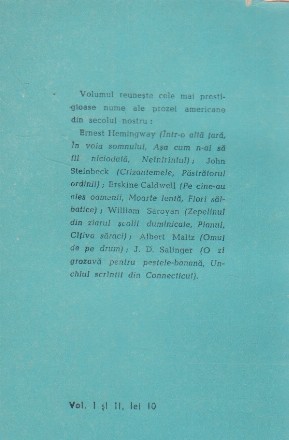 Volumul reunește cele mai presti-
gioase nume ale prozei americane
din secolul nostru :
Ernest Hemingway (Într-o altă țară,
În voia somnului, Așa cum n-ai să
fii niciodată, Neînfrîntul) ; John
Steinbeck (Crizantemele, Păstrătorul
ordinii) ; Erskine Caldwell (Pe cine-au
ales oamenii, Moarte lentă, Flori săl-
batice) ; William Saroyan (Zepelinul
din ziarul școlii duminicale, Pianul,
Cîțiva săraci) ; Albert Maltz (Omul
de pe drum) ; J. D. Salinger (O zi
grozavă pentru peștele-banană, Un-
chiul scrîntit din Connecticut).
Vol. I și II, lei 10